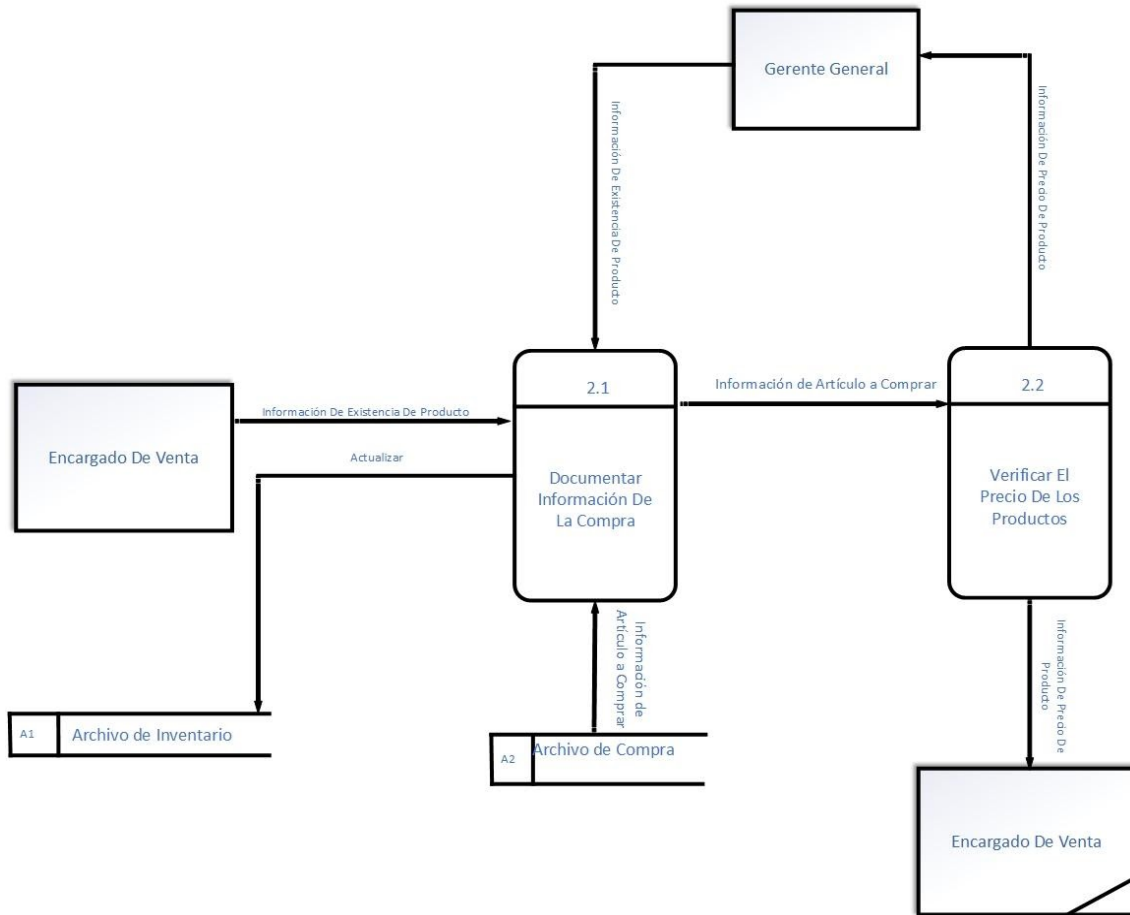 Gerente General
Información De Existencia De Producto
Información De Precio De Producto
2.1
Información de Artículo a Comprar
2.2
Encargado De Venta
Información De Existencia De Producto
Actualizar
Documentar
Información De
La Compra
Verificar El
Precio De Los
Productos
Información de
Artículo a Comprar
Información De Precio De
Producto
A1
Archivo de Inventario
A2
Archivo de Compra
Encargado De Venta